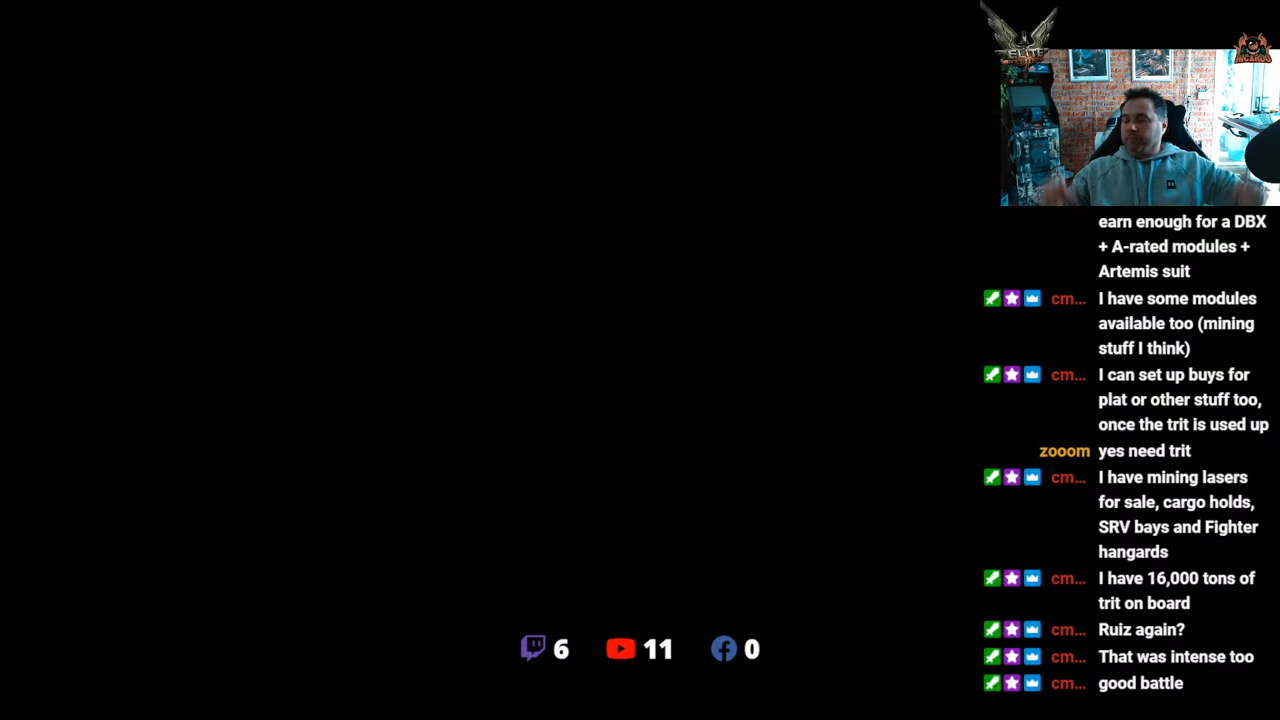 ELITE
RICARDO
earn enough for a DBX
+ A-rated modules +
Artemis suit
cm... I have some modules
available too (mining
stuff I think)
cm... I can set up buys for
plat or other stuff too,
once the trit is used up
zooom yes need trit
cm... I have mining lasers
for sale, cargo holds,
SRV bays and Fighter
hangards
cm... I have 16,000 tons of
trit on board
cm... Ruiz again?
cm... That was intense too
cm... good battle
6 11 0